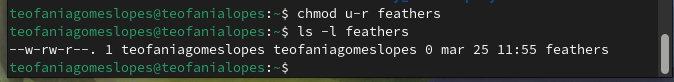 teofaniagomeslopes@teofanialopes:~$ chmod u-r feathers
teofaniagomeslopes@teofanialopes:~$ ls -l feathers
--w-rw-r--. 1 teofaniagomeslopes teofaniagomeslopes 0 mar 25 11:55 feathers
teofaniagomeslopes@teofanialopes:~$